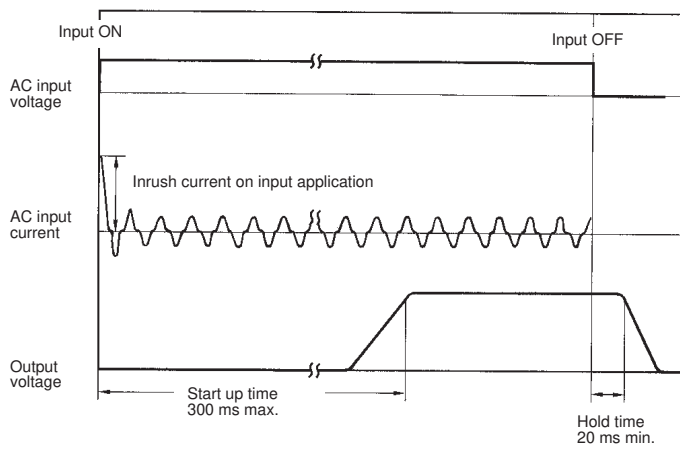 Input ON
Input OFF
AC input
voltage
Inrush current on input application
AC input
current
Output
voltage
Start up time
300 ms max.
Hold time
20 ms min.